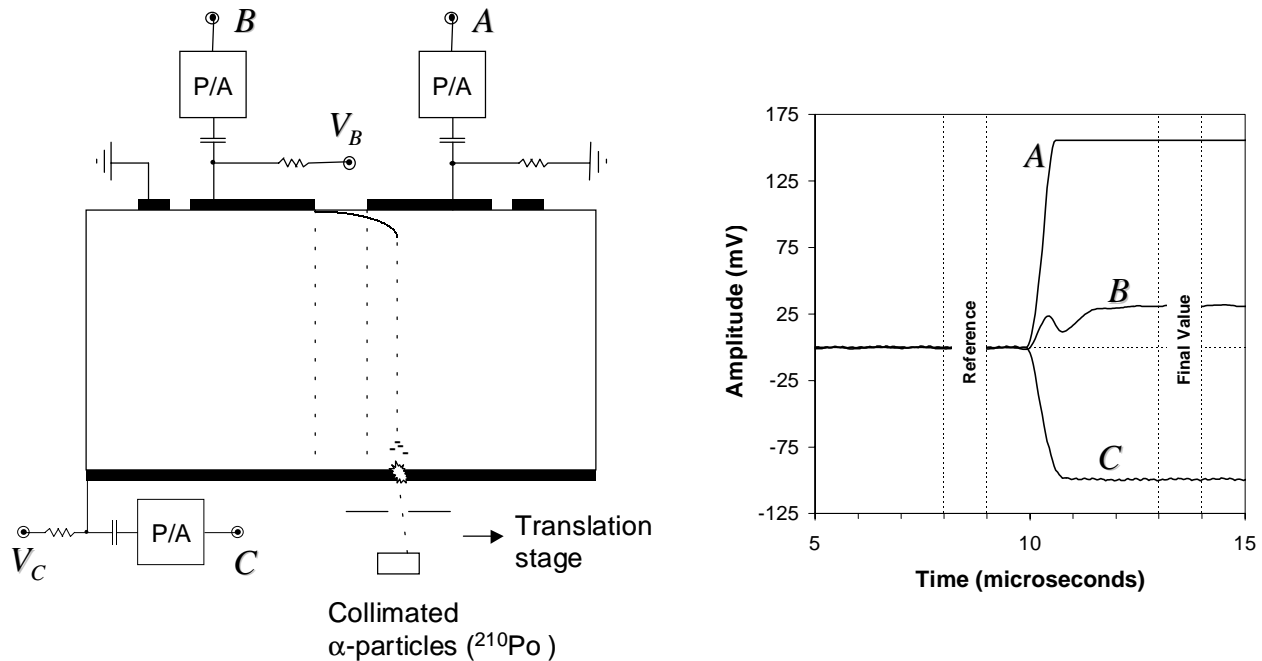 B
A
P/A
P/A
V_B
V_C
P/A
C
Translation
stage
Collimated
α-particles (²¹⁰Po )
175
125
75
25
-25
-75
-125
Amplitude (mV)
A
B
C
Reference
Final Value
5
10
15
Time (microseconds)